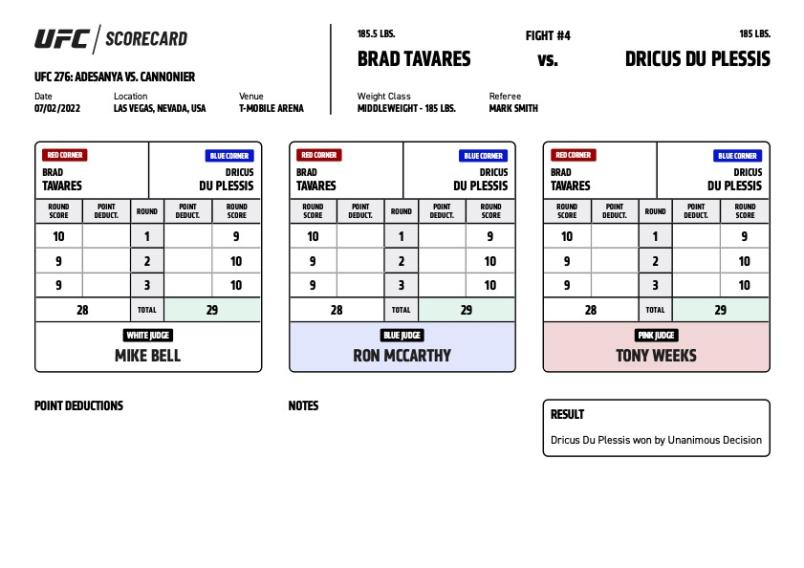 UFC / SCORECARD
UFC 276: ADESANYA VS. CANNONIER
Date Location Venue
07/02/2022 LAS VEGAS, NEVADA, USA T-MOBILE ARENA
185.5 LBS. FIGHT #4 185 LBS.
BRAD TAVARES VS. DRICUS DU PLESSIS
Weight Class Referee
MIDDLEWEIGHT - 185 LBS. MARK SMITH
RED CORNER BLUE CORNER
BRAD DRICUS
TAVARES DU PLESSIS
ROUND POINT ROUND POINT ROUND
SCORE DEDUCT. DEDUCT. SCORE
10 1 9
9 2 10
9 3 10
28 TOTAL 29
WHITE JUDGE
MIKE BELL
RED CORNER BLUE CORNER
BRAD DRICUS
TAVARES DU PLESSIS
ROUND POINT ROUND POINT ROUND
SCORE DEDUCT. DEDUCT. SCORE
10 1 9
9 2 10
9 3 10
28 TOTAL 29
BLUE JUDGE
RON MCCARTHY
RED CORNER BLUE CORNER
BRAD DRICUS
TAVARES DU PLESSIS
ROUND POINT ROUND POINT ROUND
SCORE DEDUCT. DEDUCT. SCORE
10 1 9
9 2 10
9 3 10
28 TOTAL 29
PINK JUDGE
TONY WEEKS
POINT DEDUCTIONS
NOTES
RESULT
Dricus Du Plessis won by Unanimous Decision